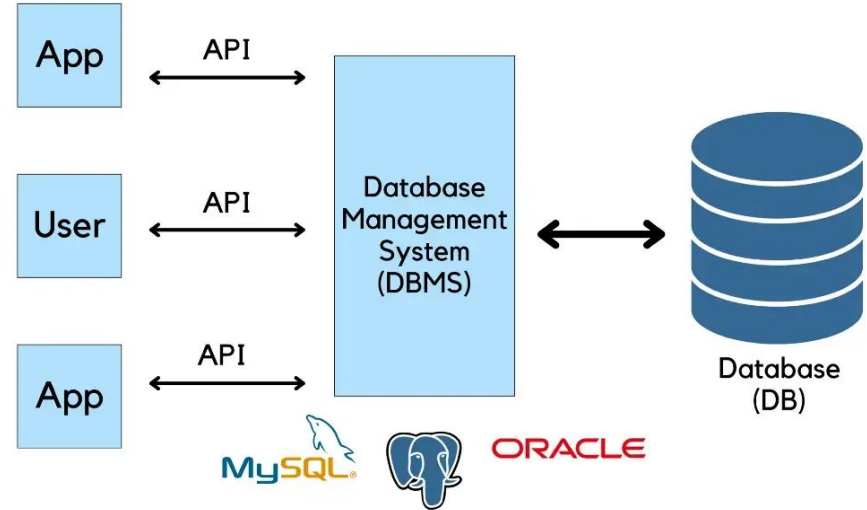 App
API
User
API
App
API
Database
Management
System
(DBMS)
Database
(DB)
MySQL®
ORACLE